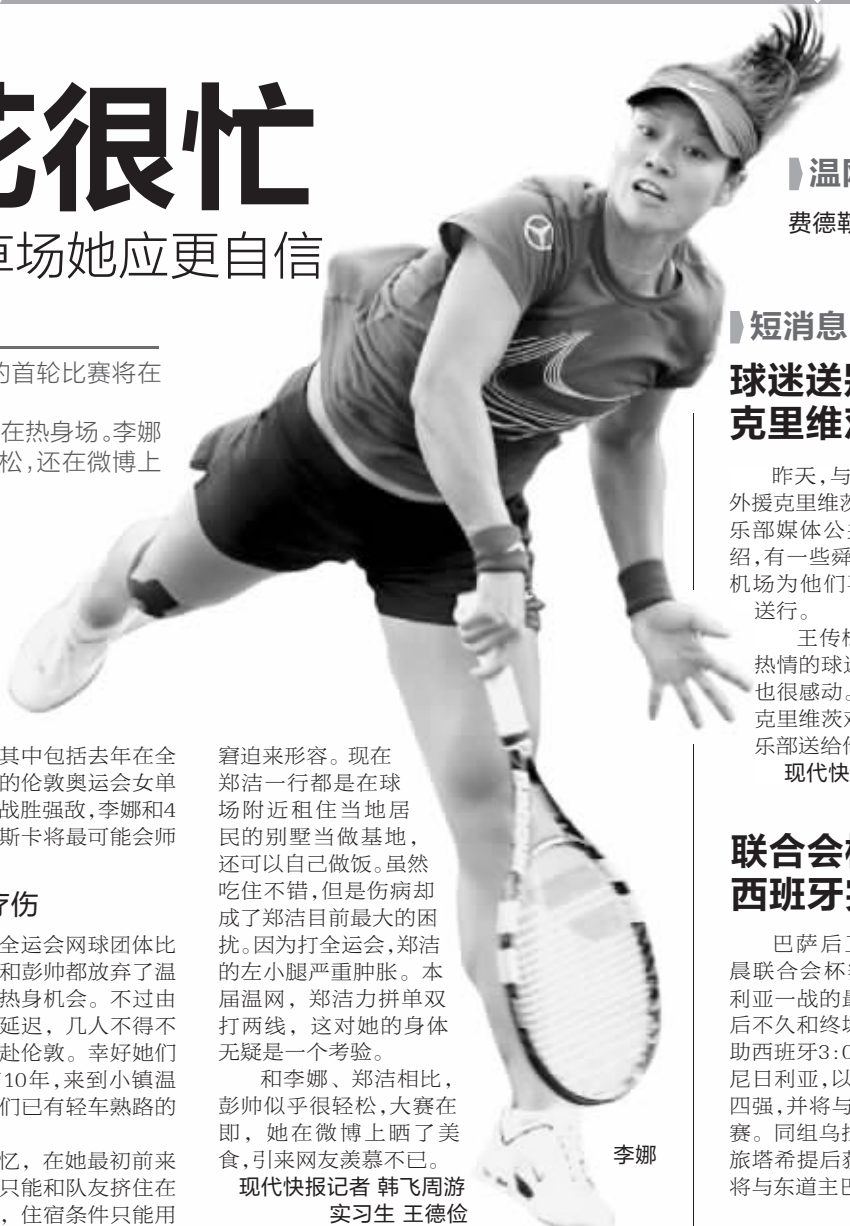 很忙
场她应更自信
的首轮比赛将在
在热身场。李娜
松,还在微博上
其中包括去年在全
的伦敦奥运会女单
战胜强敌,李娜和4
斯卡将最可能会师
疗伤
全运会网球团体比
和彭帅都放弃了温
热身机会。不过由
延迟，几人不得不
赴伦敦。幸好她们
10年,来到小镇温
们已有轻车熟路的
忆，在她最初前来
只能和队友挤住在
，住宿条件只能用
窘迫来形容。现在
郑洁一行都是在球
场附近租住当地居
民的别墅当做基地，
还可以自己做饭。虽然
吃住不错,但是伤病却
成了郑洁目前最大的困
扰。因为打全运会,郑洁
的左小腿严重肿胀。本
届温网，郑洁力拼单双
打两线，这对她的身体
无疑是一个考验。
和李娜、郑洁相比，
彭帅似乎很轻松,大赛在
即，她在微博上晒了美
食,引来网友羡慕不已。
现代快报记者 韩飞周游
实习生 王德俭
李娜
温
费德勒
短消息
球迷送
克里维
昨天,与
外援克里维茨
乐部媒体公
绍,有一些舜
机场为他们
送行。
王传
热情的球迷
也很感动。
克里维茨
乐部送给
现代快
联合会
西班牙
巴萨后卫
晨联合会杯
利亚一战的最
后不久和终场
助西班牙3:0
尼日利亚,以
四强,并将与
赛。同组乌拉
旅塔希提后获
将与东道主巴